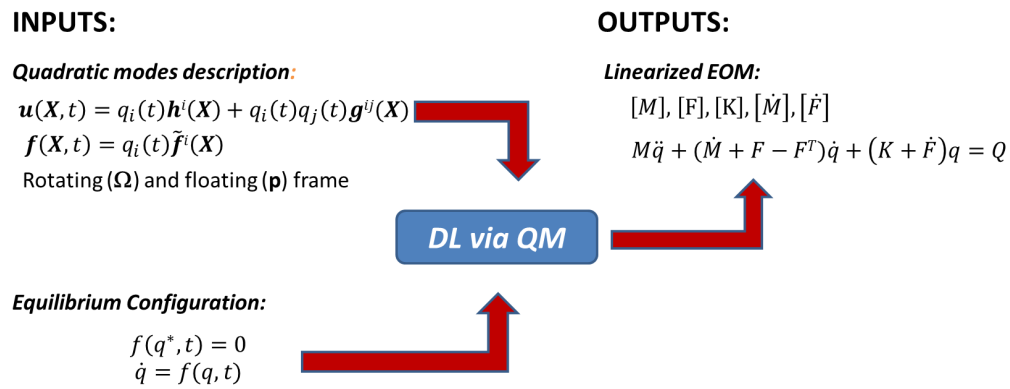 INPUTS:
Quadratic modes description:
𝒖(𝑿, 𝑡) = 𝑞ᵢ(𝑡)𝒉ⁱ(𝑿) + 𝑞ᵢ(𝑡)𝑞ⱼ(𝑡)𝒈ⁱʲ(𝑿)
𝒇(𝑿, 𝑡) = 𝑞ᵢ(𝑡)𝒇̃ⁱ(𝑿)
Rotating (𝛀) and floating (𝐩) frame
Equilibrium Configuration:
𝑓(𝑞*, 𝑡) = 0
𝑞̇ = 𝑓(𝑞, 𝑡)
DL via QM
OUTPUTS:
Linearized EOM:
[𝑀], [F], [K], [𝑀̇], [𝐹̇]
𝑀𝑞̈ + (𝑀̇ + 𝐹 − 𝐹ᵀ)𝑞̇ + (𝐾 + 𝐹̇)𝑞 = 𝑄